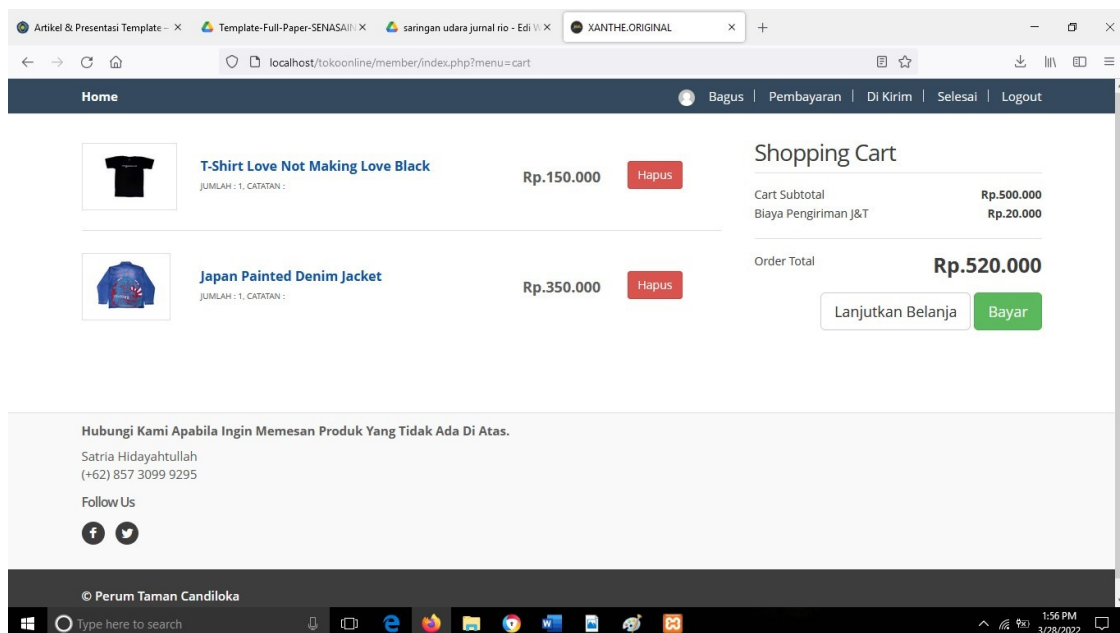 Artikel & Presentasi Template –
Template-Full-Paper-SENASAIN
saringan udara jurnal rio - Edi W
XANTHE.ORIGINAL
localhost/tokoonline/member/index.php?menu=cart
Home
Bagus | Pembayaran | Di Kirim | Selesai | Logout
T-Shirt Love Not Making Love Black
JUMLAH : 1, CATATAN :
Rp.150.000
Hapus
Japan Painted Denim Jacket
JUMLAH : 1, CATATAN :
Rp.350.000
Hapus
Shopping Cart
Cart Subtotal Rp.500.000
Biaya Pengiriman J&T Rp.20.000
Order Total Rp.520.000
Lanjutkan Belanja
Bayar
Hubungi Kami Apabila Ingin Memesan Produk Yang Tidak Ada Di Atas.
Satria Hidayahtullah
(+62) 857 3099 9295
Follow Us
© Perum Taman Candiloka
Type here to search
1:56 PM
3/28/2022